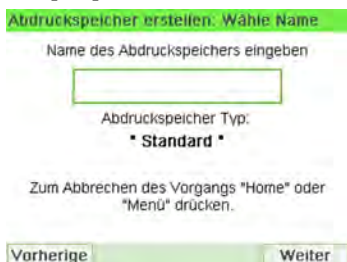 Abdruckspeicher erstellen: Wähle Name
Name des Abdruckspeichers eingeben
Abdruckspeicher Typ:
" Standard "
Zum Abbrechen des Vorgangs "Home" oder
"Menü" drücken.
Vorherige Weiter